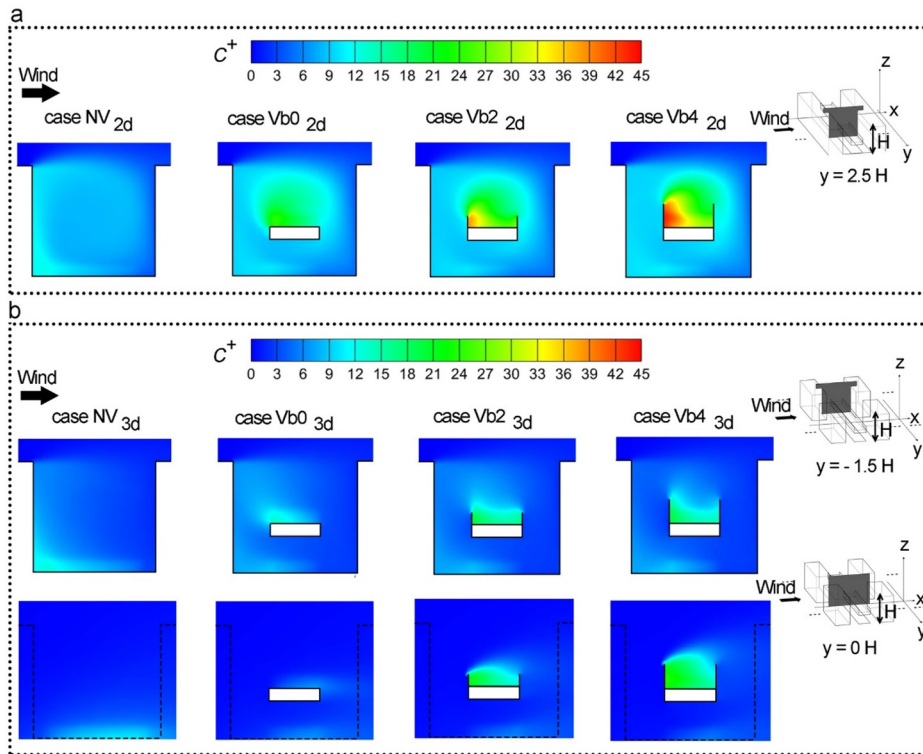 a
C+
0 3 6 9 12 15 18 21 24 27 30 33 36 39 42 45
Wind
case NV 2d
case Vb0 2d
case Vb2 2d
case Vb4 2d
z
x
Wind
H
y
y = 2.5 H
b
C+
0 3 6 9 12 15 18 21 24 27 30 33 36 39 42 45
Wind
case NV 3d
case Vb0 3d
case Vb2 3d
case Vb4 3d
z
Wind
x
H
y
y = - 1.5 H
z
Wind
x
H
y
y = 0 H